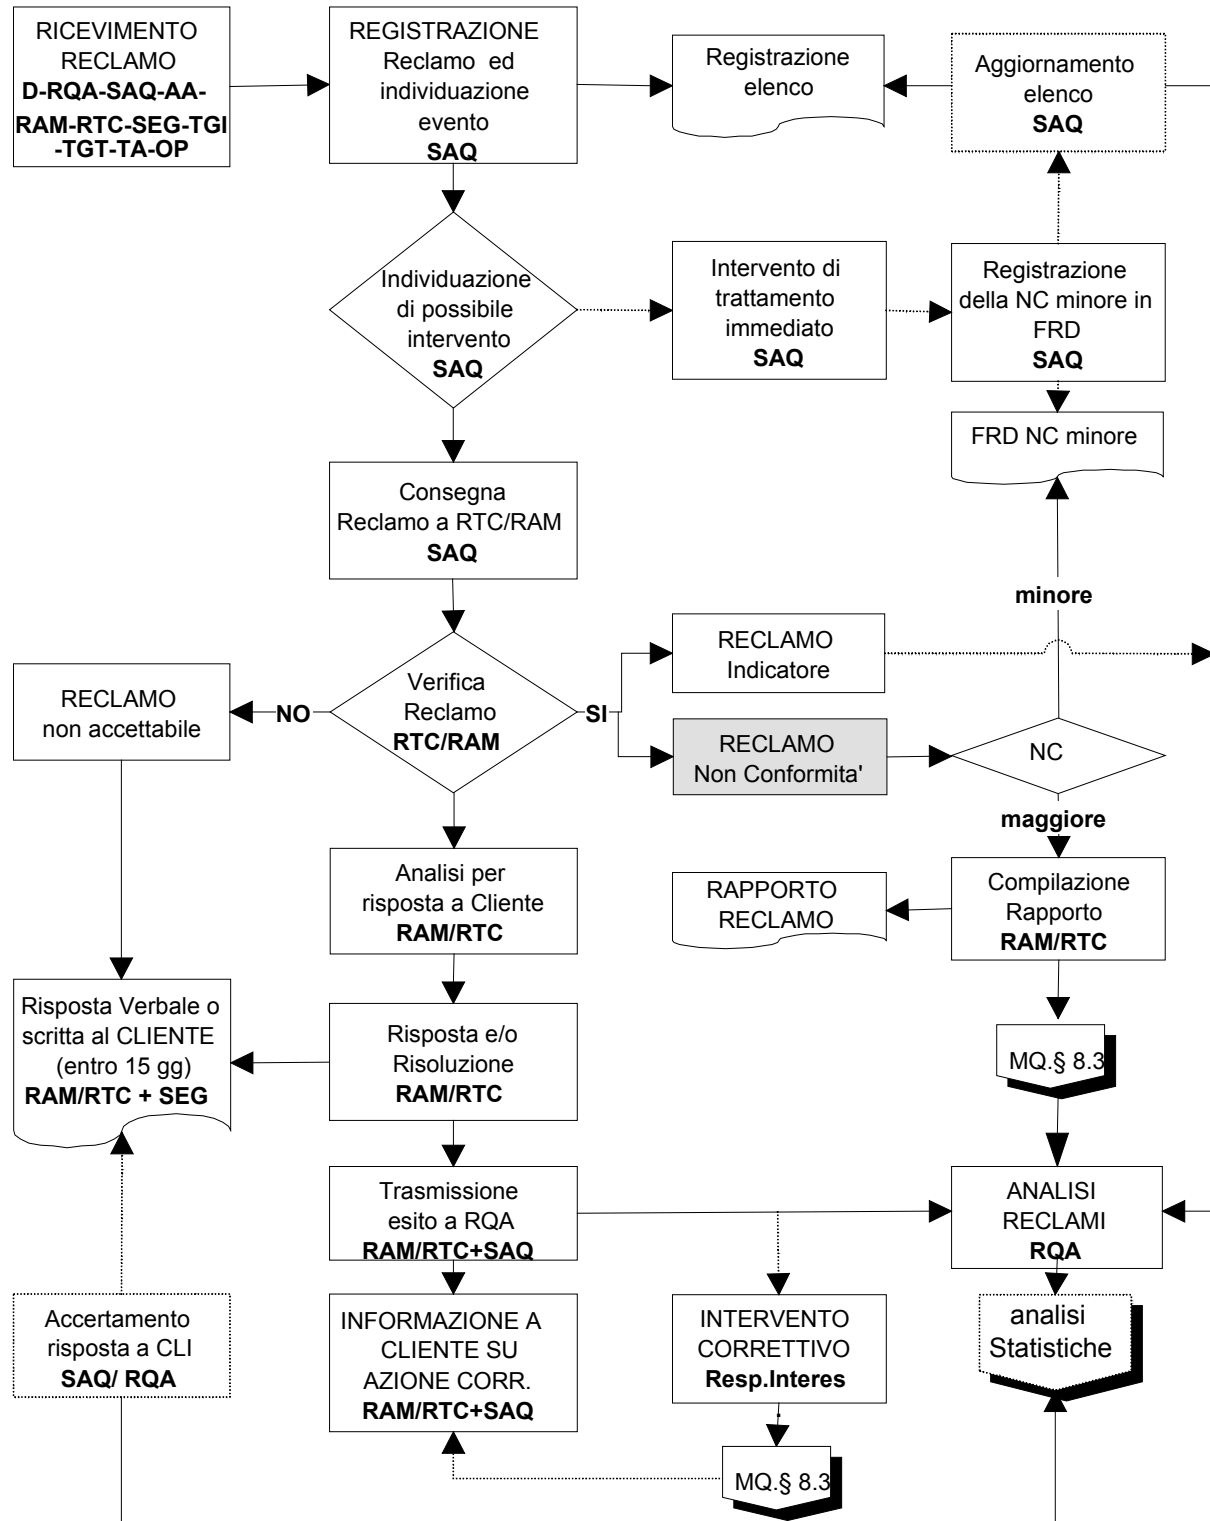 RICEVIMENTO
RECLAMO
D-RQA-SAQ-AA-
RAM-RTC-SEG-TGI
-TGT-TA-OP
REGISTRAZIONE
Reclamo ed
individuazione
evento
SAQ
Registrazione
elenco
Aggiornamento
elenco
SAQ
Individuazione
di possibile
intervento
SAQ
Intervento di
trattamento
immediato
SAQ
Registrazione
della NC minore in
FRD
SAQ
FRD NC minore
Consegna
Reclamo a RTC/RAM
SAQ
minore
RECLAMO
non accettabile
NO
Verifica
Reclamo
RTC/RAM
SI
RECLAMO
Indicatore
RECLAMO
Non Conformita'
NC
maggiore
Analisi per
risposta a Cliente
RAM/RTC
RAPPORTO
RECLAMO
Compilazione
Rapporto
RAM/RTC
Risposta Verbale o
scritta al CLIENTE
(entro 15 gg)
RAM/RTC + SEG
Risposta e/o
Risoluzione
RAM/RTC
MQ.§ 8.3
Trasmissione
esito a RQA
RAM/RTC+SAQ
ANALISI
RECLAMI
RQA
Accertamento
risposta a CLI
SAQ/ RQA
INFORMAZIONE A
CLIENTE SU
AZIONE CORR.
RAM/RTC+SAQ
INTERVENTO
CORRETTIVO
Resp.Interes
.
analisi
Statistiche
MQ.§ 8.3